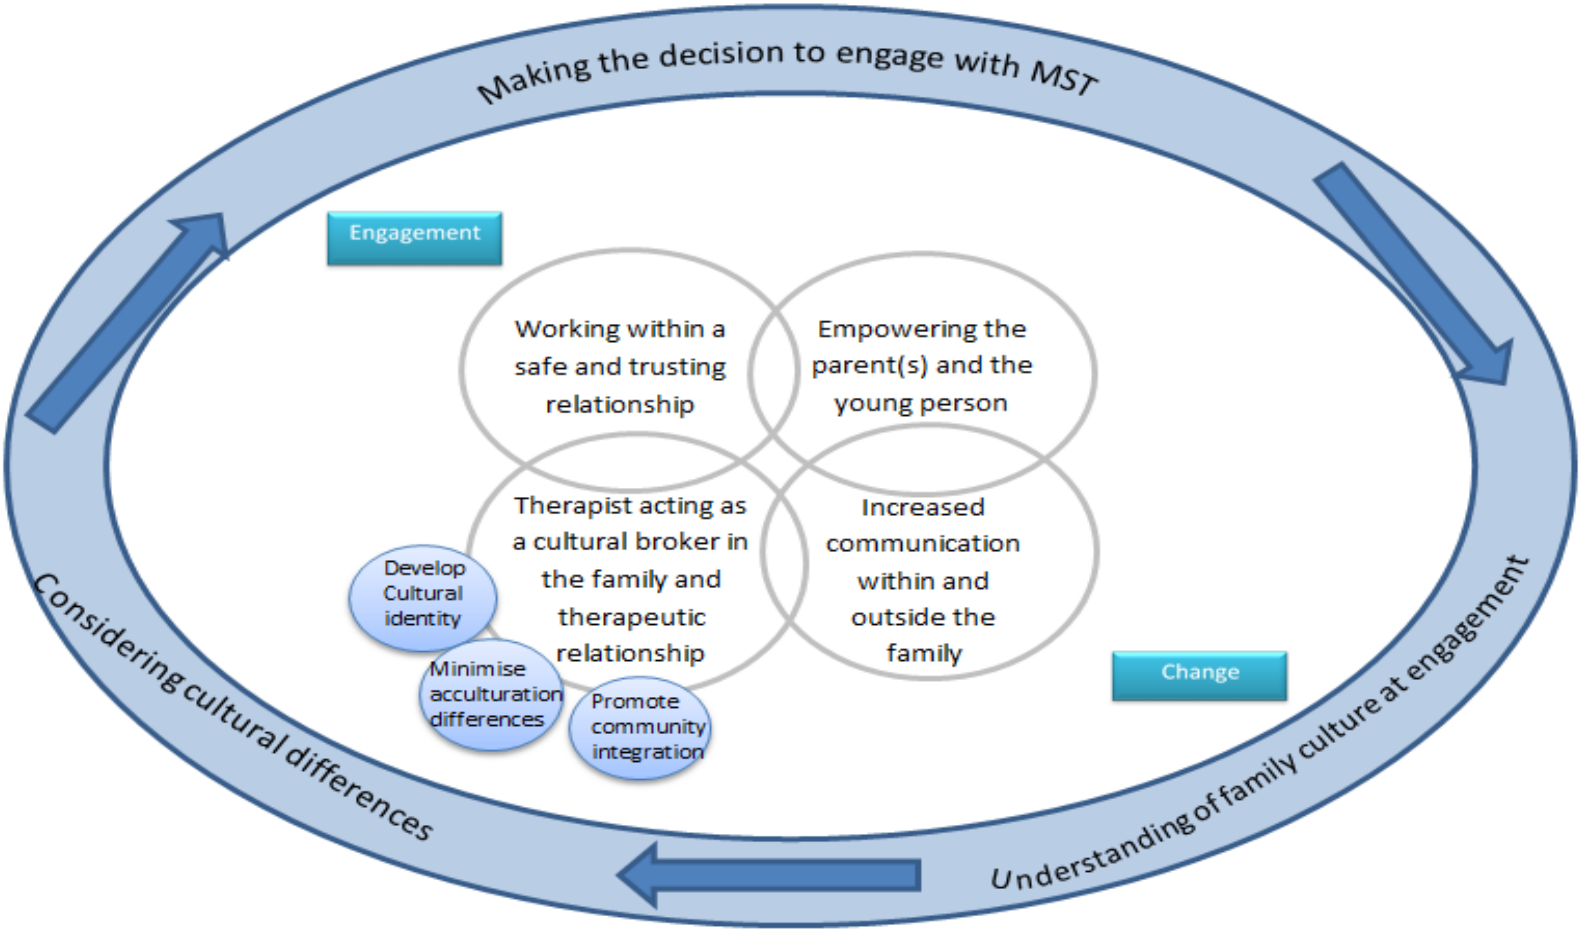 Making the decision to engage with MST
Engagement
Working within a
safe and trusting
relationship
Empowering the
parent(s) and the
young person
Therapist acting as
a cultural broker in
the family and
therapeutic
relationship
Increased
communication
within and
outside the
family
Develop
Cultural
identity
Minimise
acculturation
differences
Promote
community
integration
Change
Understanding of family culture at engagement
Considering cultural differences